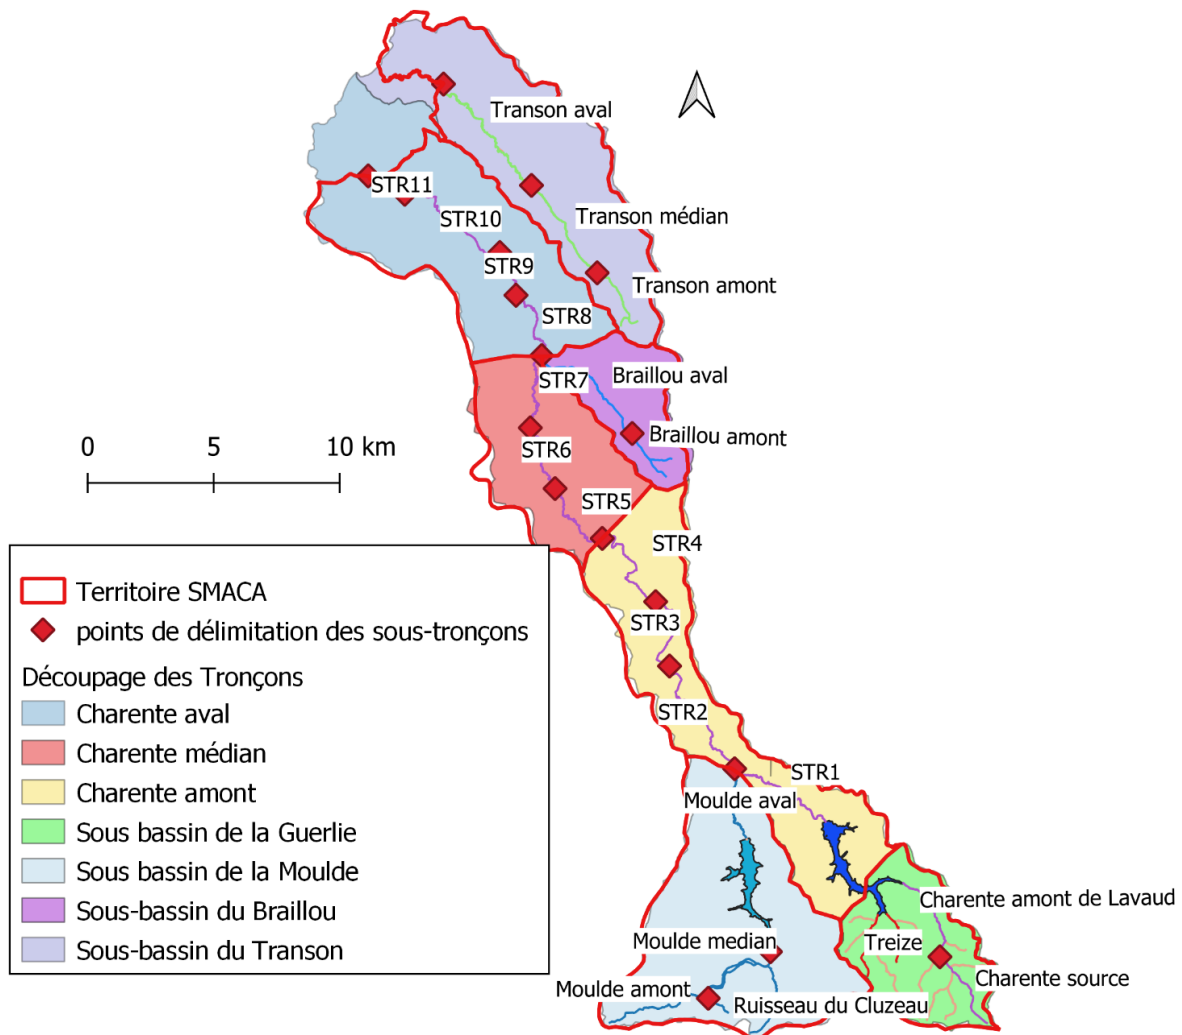 Transon aval
STR11
STR10
Transon médian
STR9
Transon amont
STR8
STR7
Braillou aval
Braillou amont
0 5 10 km
STR6
STR5
STR4
STR3
STR2
STR1
Moulde aval
Charente amont de Lavaud
Moulde median
Treize
Charente source
Moulde amont
Ruisseau du Cluzeau
Territoire SMACA
points de délimitation des sous-tronçons
Découpage des Tronçons
Charente aval
Charente médian
Charente amont
Sous bassin de la Guerlie
Sous bassin de la Moulde
Sous-bassin du Braillou
Sous-bassin du Transon